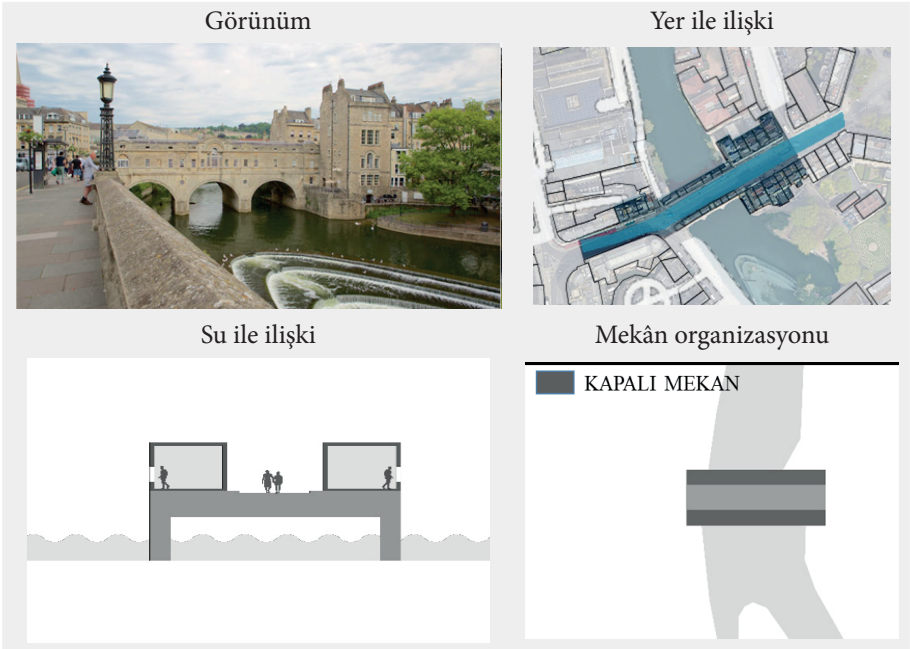 Görünüm
Yer ile ilişki
Su ile ilişki
Mekân organizasyonu
KAPALI MEKAN